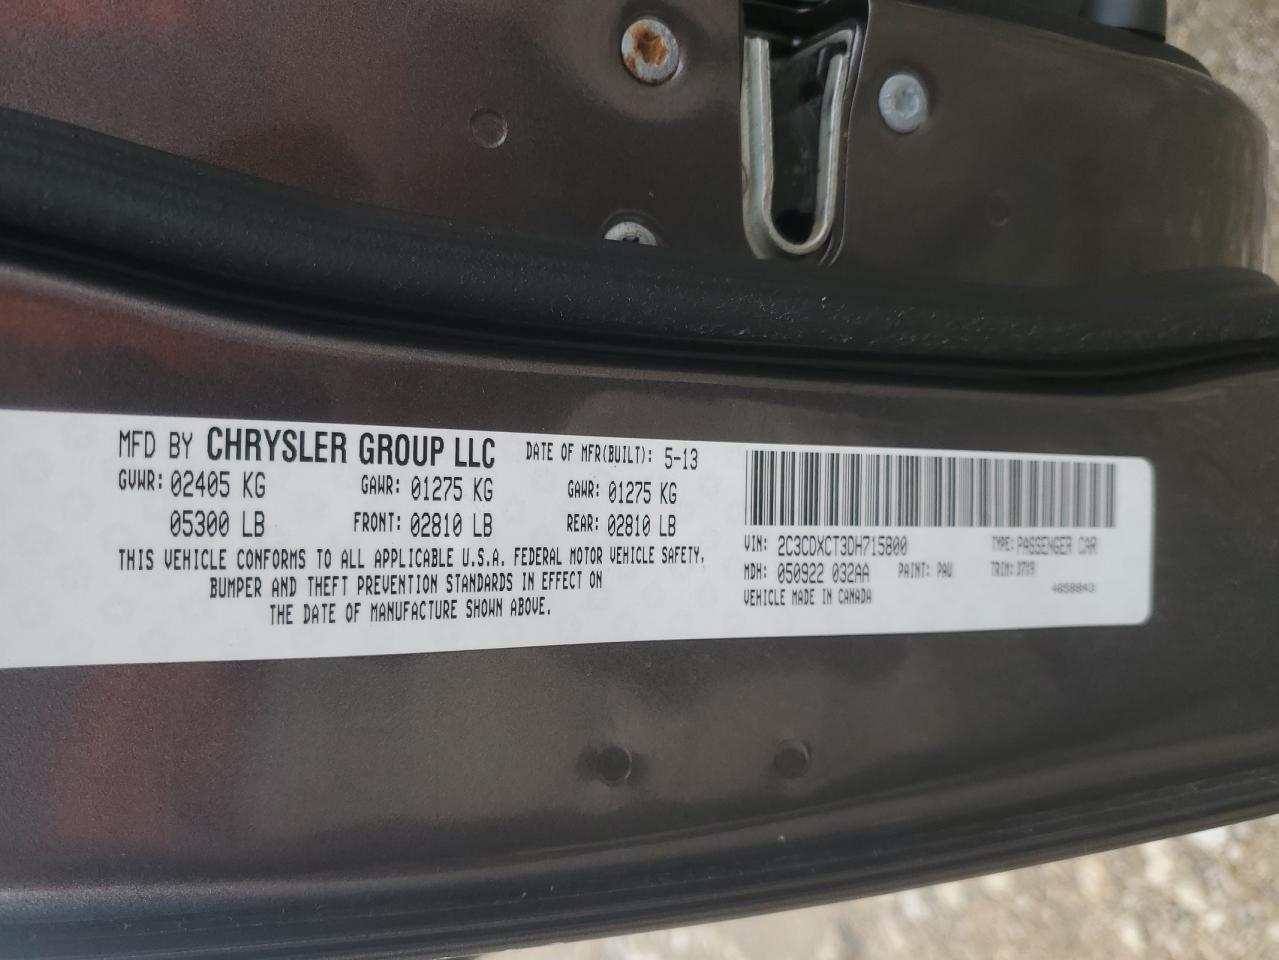 MFD BY CHRYSLER GROUP LLC DATE OF MFR(BUILT): 5-13
GVWR: 02405 KG GAWR: 01275 KG GAWR: 01275 KG
05300 LB FRONT: 02810 LB REAR: 02810 LB
THIS VEHICLE CONFORMS TO ALL APPLICABLE U.S.A. FEDERAL MOTOR VEHICLE SAFETY,
BUMPER AND THEFT PREVENTION STANDARDS IN EFFECT ON
THE DATE OF MANUFACTURE SHOWN ABOVE.
VIN: 2C3CDXCT3DH715800 TYPE: PASSENGER CAR
MDH: 050922 032AA PAINT: PAU TRIM: D7X9
VEHICLE MADE IN CANADA 4858843